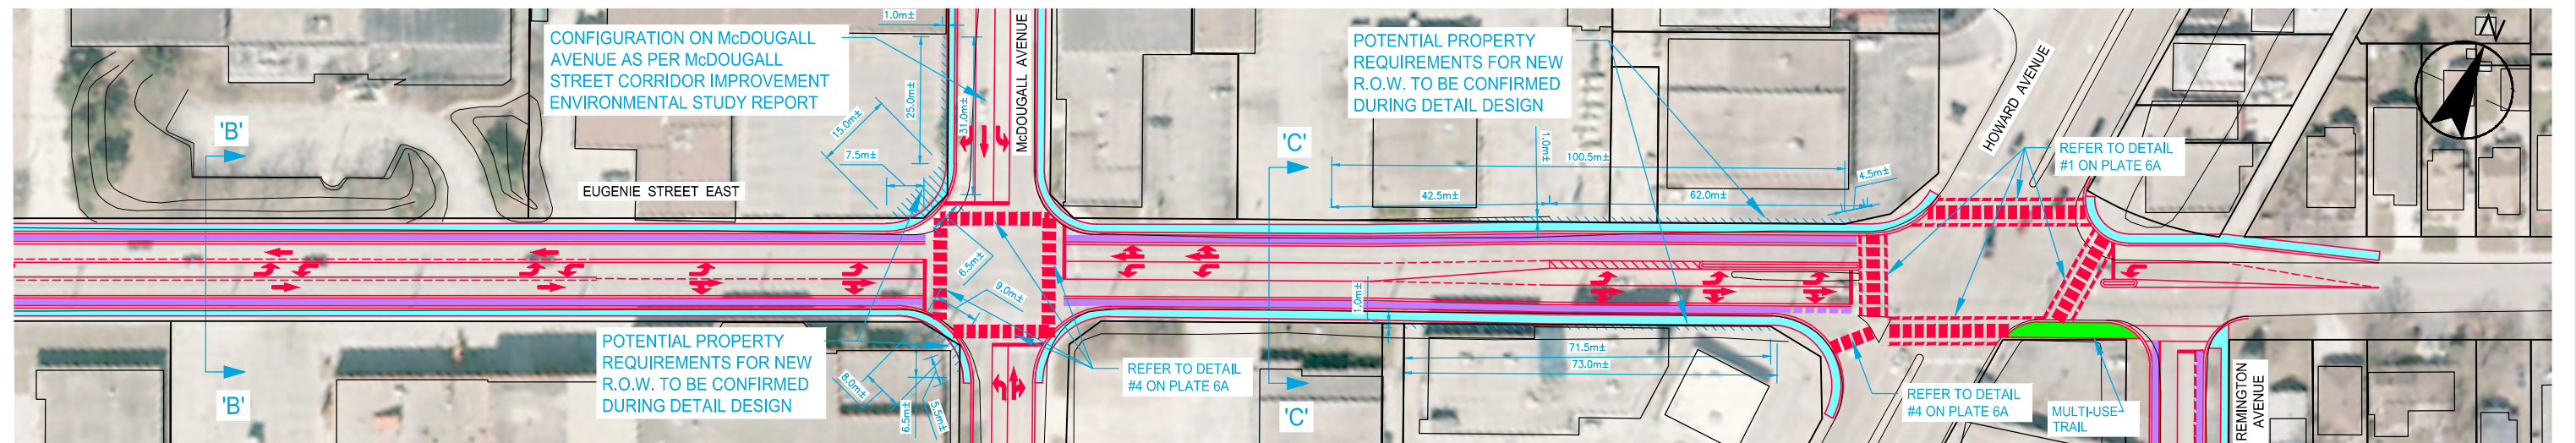 1.0m±
CONFIGURATION ON McDOUGALL
AVENUE AS PER McDOUGALL
STREET CORRIDOR IMPROVEMENT
ENVIRONMENTAL STUDY REPORT
McDOUGALL AVENUE
25.0m±
31.0m±
15.0m±
7.5m±
'B'
EUGENIE STREET EAST
POTENTIAL PROPERTY
REQUIREMENTS FOR NEW
R.O.W. TO BE CONFIRMED
DURING DETAIL DESIGN
'C'
1.0m±
100.5m±
42.5m±
62.0m±
4.5m±
HOWARD AVENUE
REFER TO DETAIL
#1 ON PLATE 6A
N
6.5m±
9.0m±
1.0m±
POTENTIAL PROPERTY
REQUIREMENTS FOR NEW
R.O.W. TO BE CONFIRMED
DURING DETAIL DESIGN
'B'
8.0m±
6.5m±
5.5m±
REFER TO DETAIL
#4 ON PLATE 6A
'C'
71.5m±
73.0m±
REFER TO DETAIL
#4 ON PLATE 6A
MULTI-USE
TRAIL
REMINGTON
AVENUE